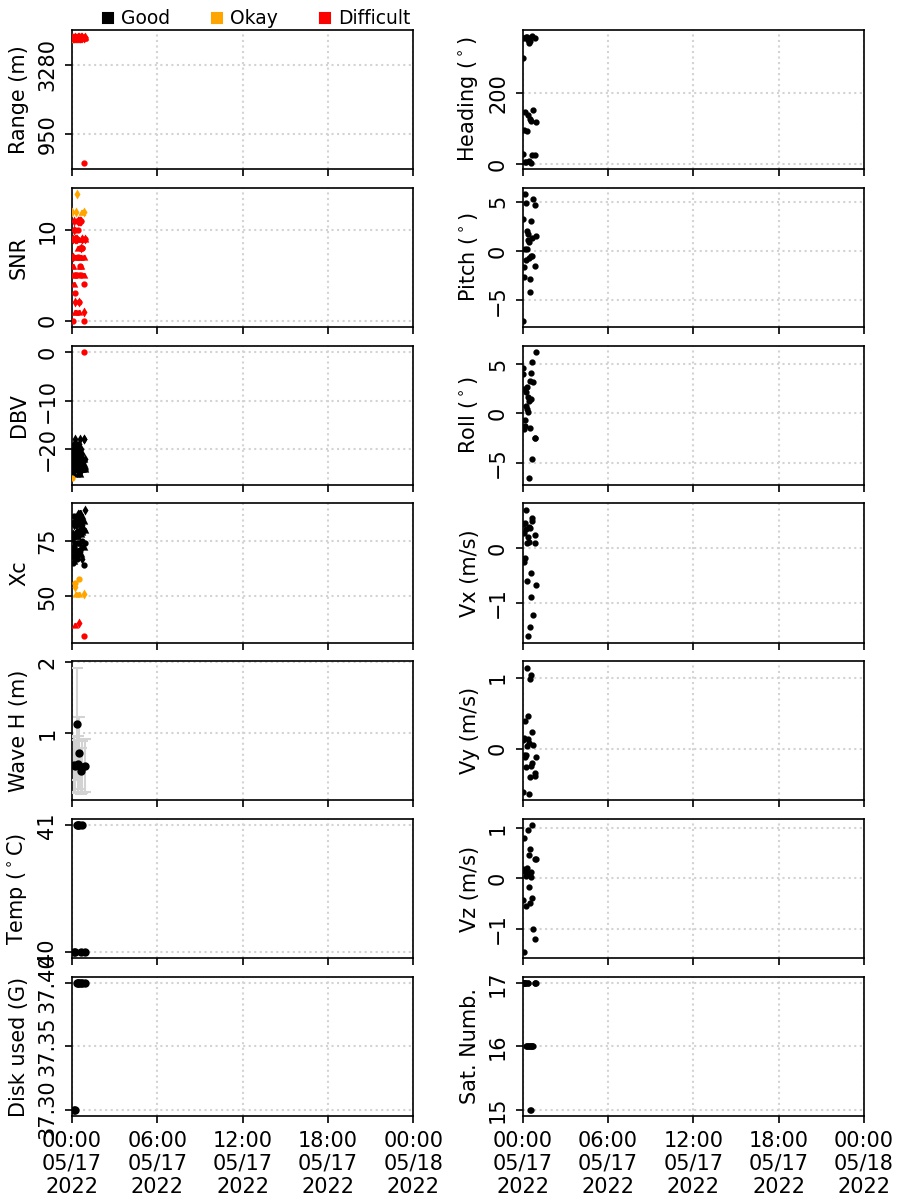 Good Okay Difficult
Range (m)
3280
950
Heading (°)
200
0
SNR
10
0
Pitch (°)
5
0
−5
DBV
0
−10
−20
Roll (°)
5
0
−5
Xc
75
50
Vx (m/s)
0
−1
Wave H (m)
2
1
Vy (m/s)
1
0
Temp (°C)
41
40
Vz (m/s)
1
0
−1
Disk used (G)
37.40
37.35
37.30
Sat. Numb.
17
16
15
00:00 06:00 12:00 18:00 00:00 00:00 06:00 12:00 18:00 00:00
05/17 05/17 05/17 05/17 05/18 05/17 05/17 05/17 05/17 05/18
2022 2022 2022 2022 2022 2022 2022 2022 2022 2022